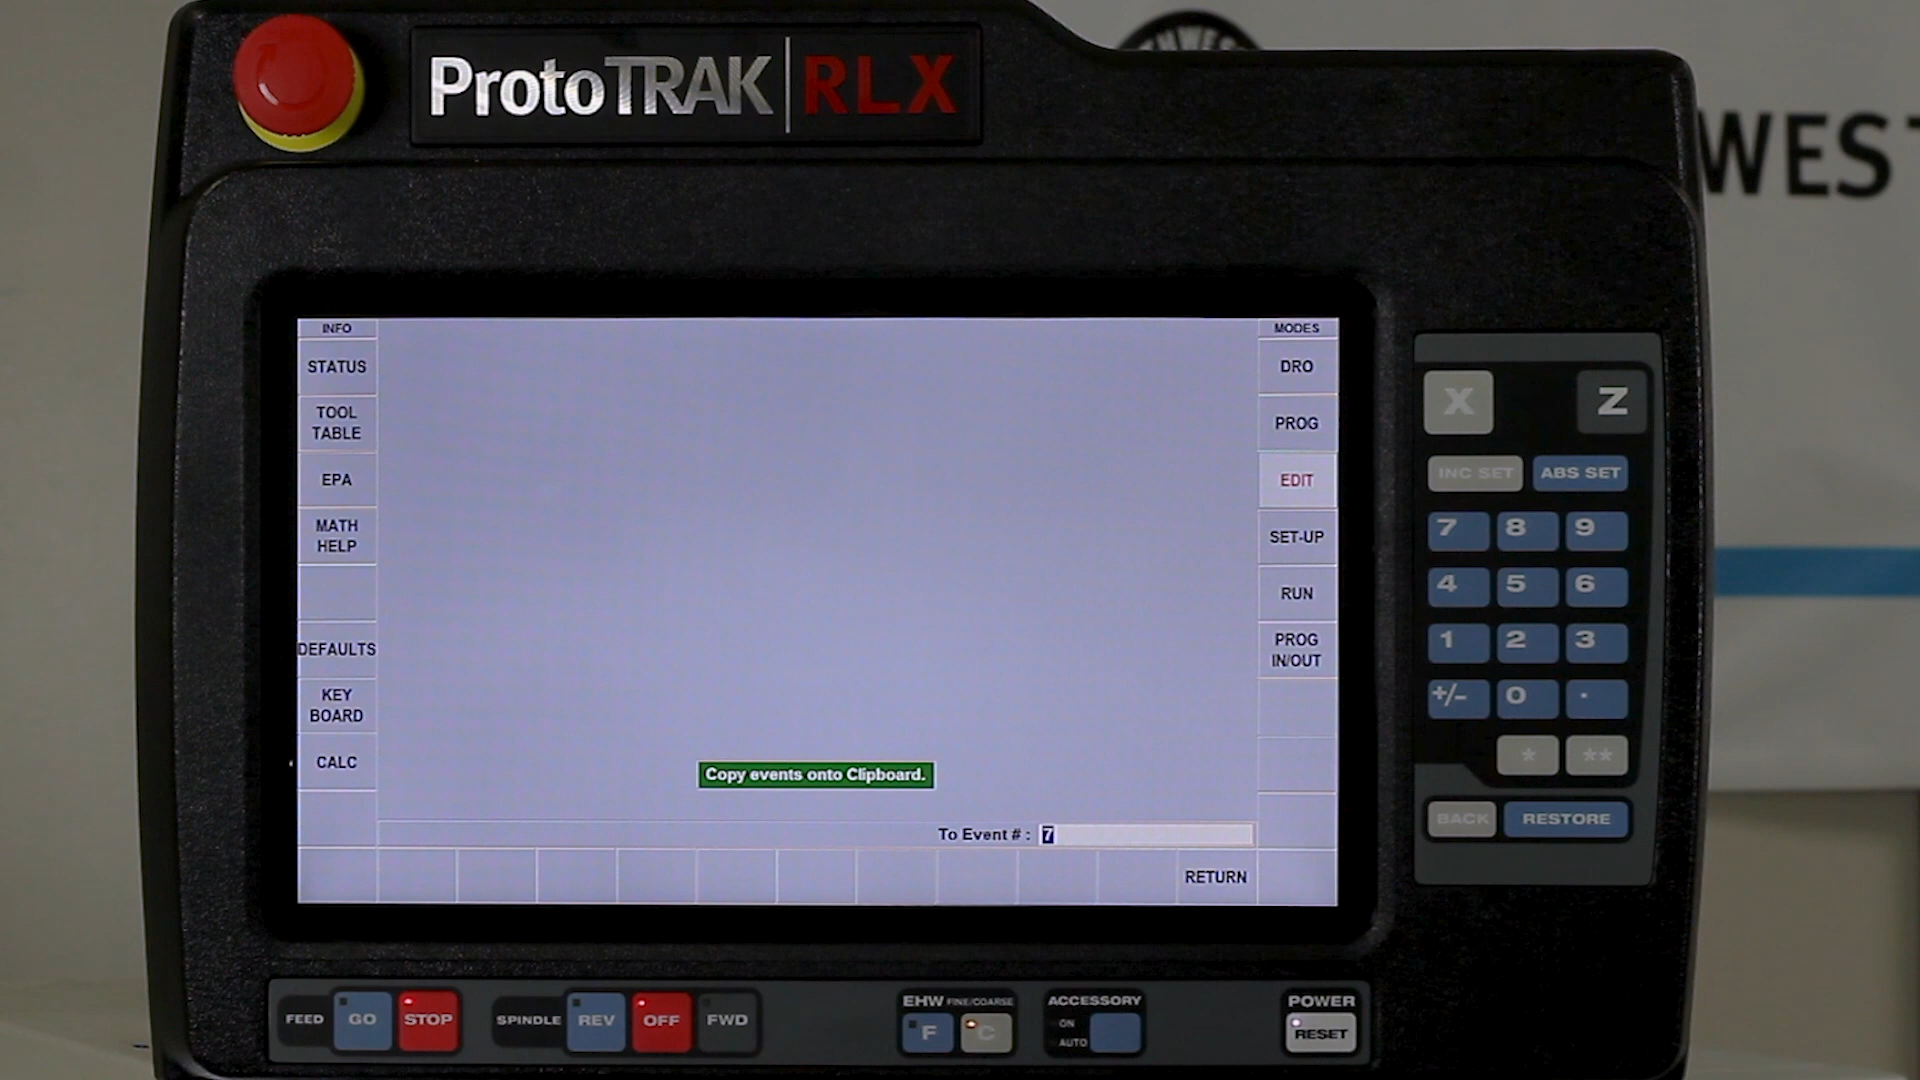 ProtoTRAK RLX
WEST
INFO
STATUS
TOOL
TABLE
EPA
MATH
HELP
DEFAULTS
KEY
BOARD
CALC
Copy events onto Clipboard.
To Event # : 7
RETURN
MODES
DRO
PROG
EDIT
SET-UP
RUN
PROG
IN/OUT
X Z
INC SET ABS SET
7 8 9
4 5 6
1 2 3
+/- 0 .
* **
BACK RESTORE
FEED GO STOP
SPINDLE REV OFF FWD
EHW FINE/COARSE
F C
ACCESSORY
ON
AUTO
POWER
RESET